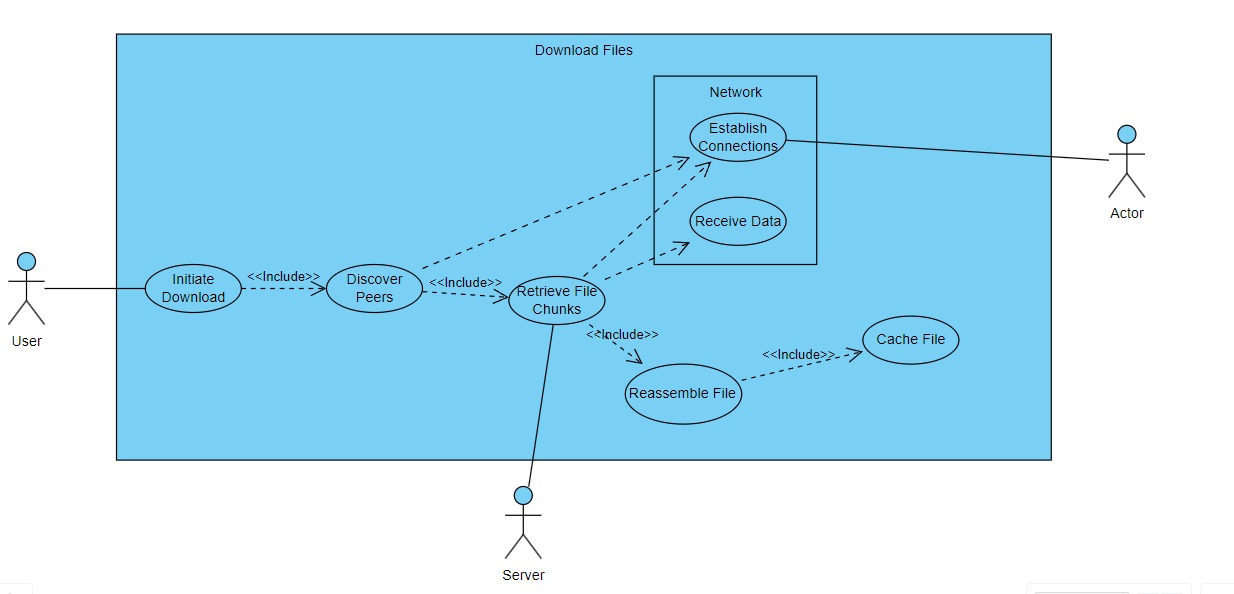 Download Files
Network
Establish
Connections
Actor
Receive Data
User
Initiate
Download
<<Include>>
Discover
Peers
<<Include>>
Retrieve File
Chunks
<<Include>>
Reassemble File
<<Include>>
Cache File
Server